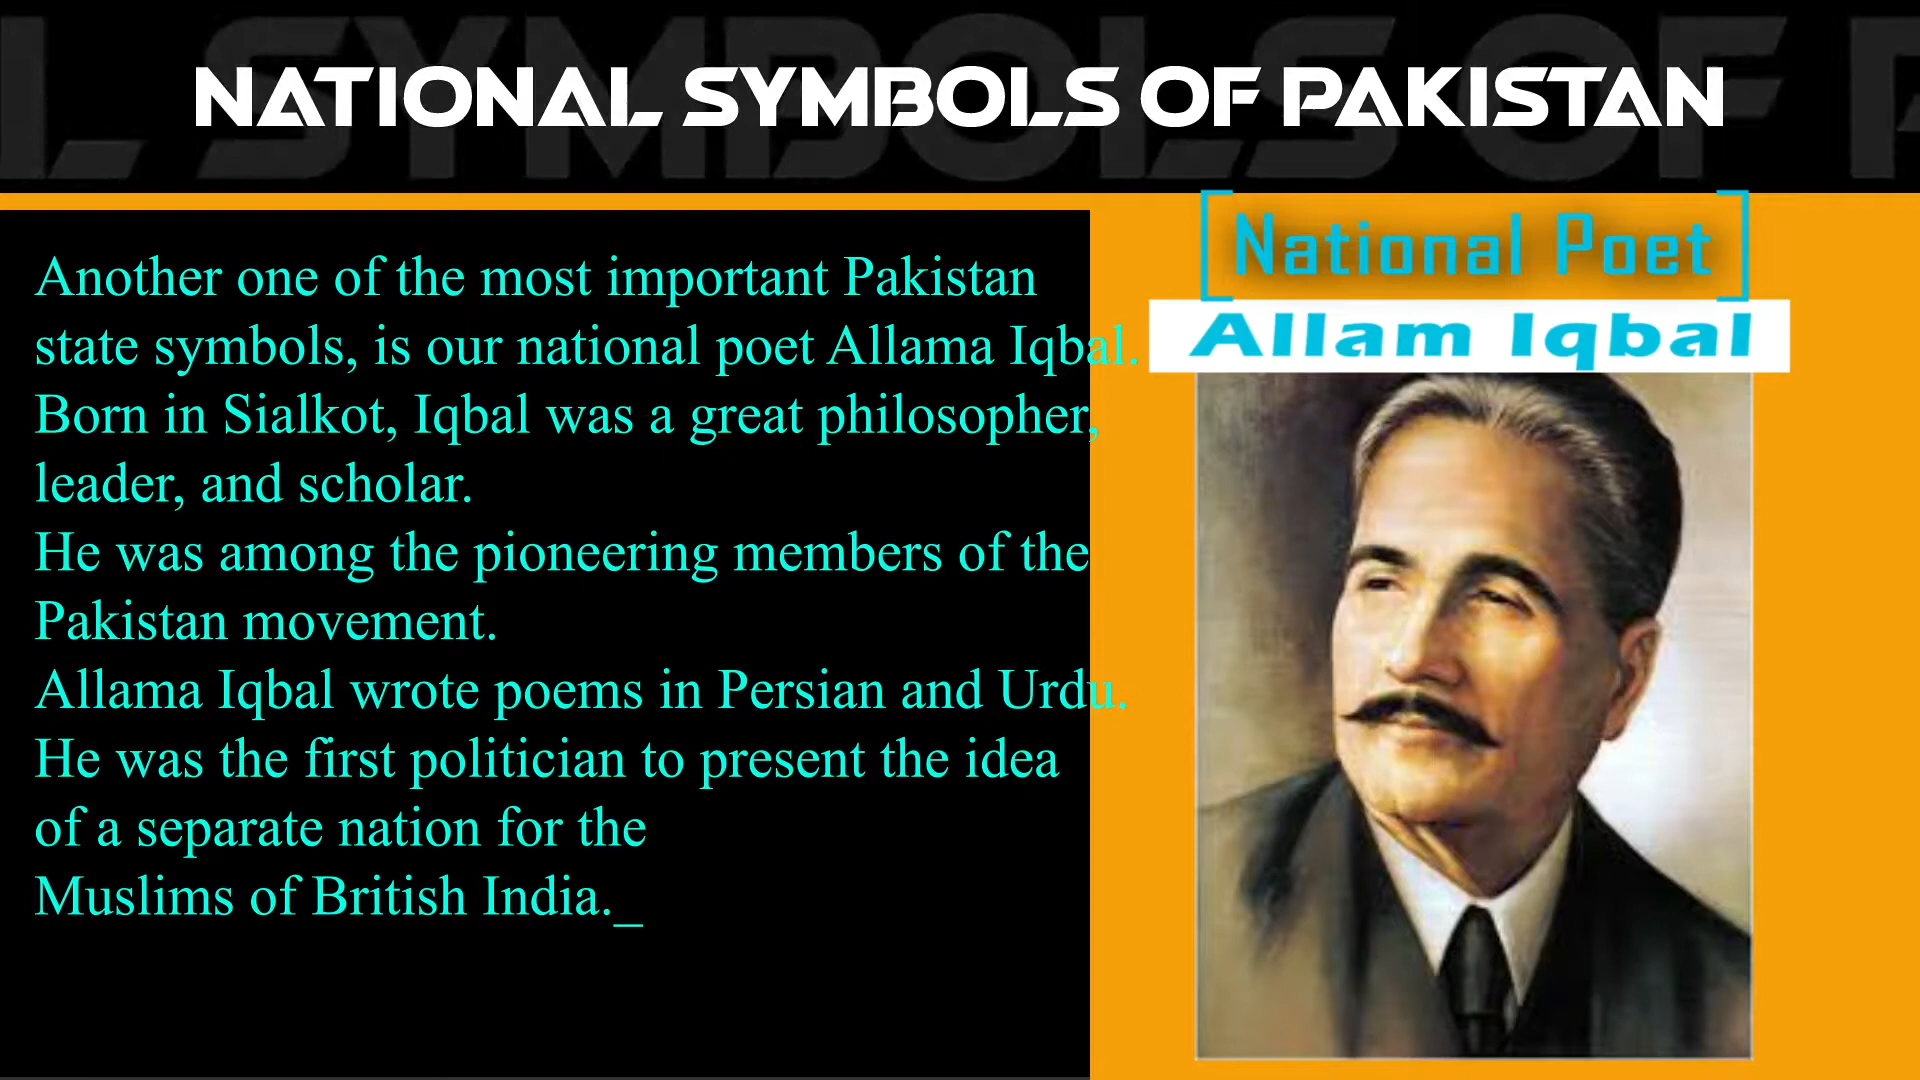 NATIONAL SYMBOLS OF PAKISTAN
L SYMBOLS OF P
National Poet
Allam Iqbal
Another one of the most important Pakistan
state symbols, is our national poet Allama Iqbal.
Born in Sialkot, Iqbal was a great philosopher,
leader, and scholar.
He was among the pioneering members of the
Pakistan movement.
Allama Iqbal wrote poems in Persian and Urdu.
He was the first politician to present the idea
of a separate nation for the
Muslims of British India._